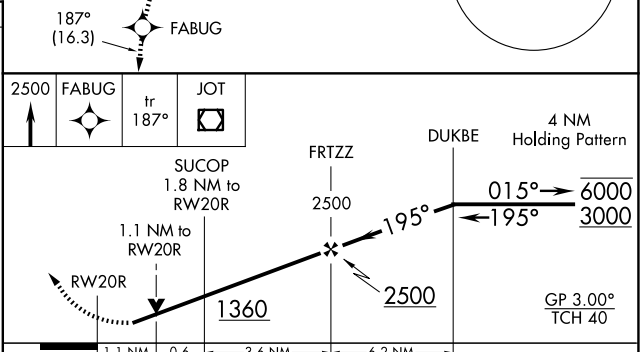 187°
(16.3)
FABUG
2500
FABUG
tr
187°
JOT
4 NM
Holding Pattern
DUKBE
FRTZZ
SUCOP
1.8 NM to
RW20R
2500
015°
6000
195°
195°
3000
1.1 NM to
RW20R
RW20R
2500
1360
GP 3.00°
TCH 40
1.1 NM
0.6
3.6 NM
6.2 NM